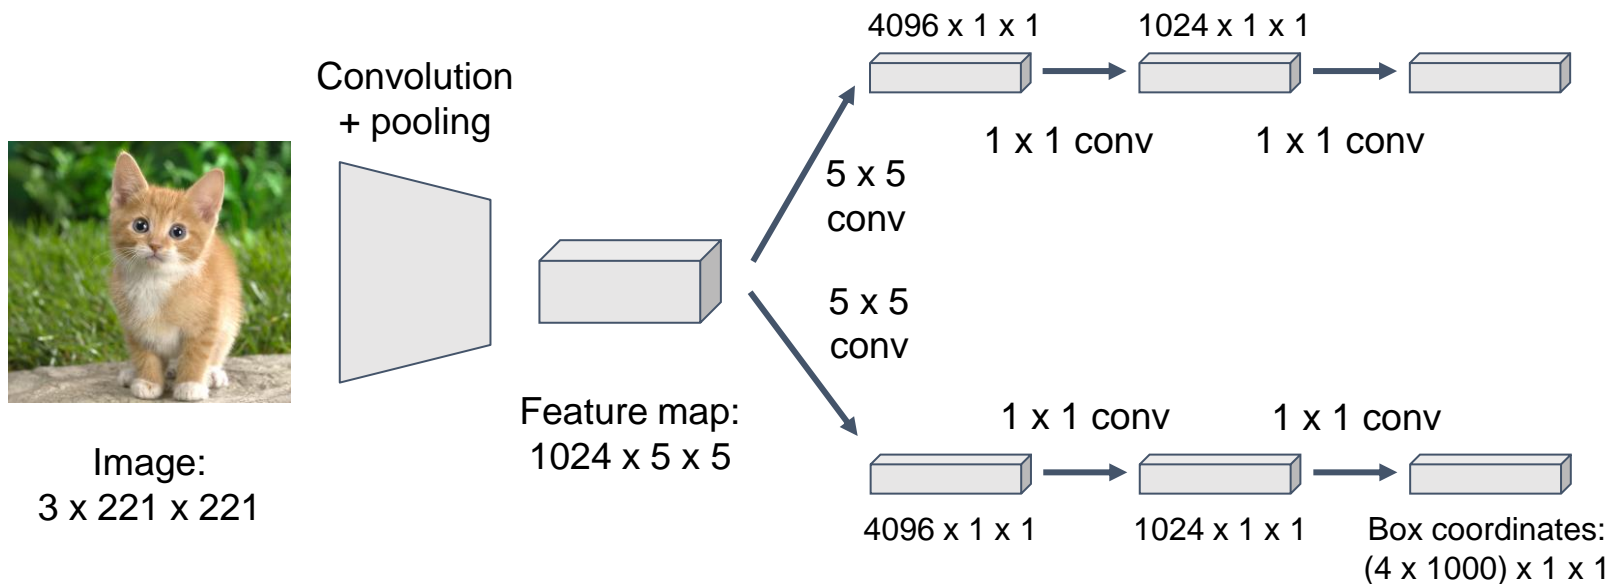 4096 x 1 x 1
1024 x 1 x 1
Convolution
+ pooling
1 x 1 conv
1 x 1 conv
5 x 5
conv
5 x 5
conv
Feature map:
1024 x 5 x 5
Image:
3 x 221 x 221
1 x 1 conv
1 x 1 conv
4096 x 1 x 1
1024 x 1 x 1
Box coordinates:
(4 x 1000) x 1 x 1